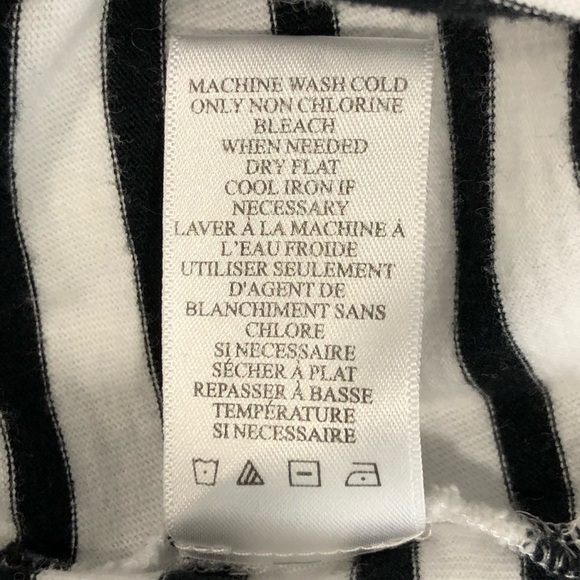 MACHINE WASH COLD
ONLY NON CHLORINE
BLEACH
WHEN NEEDED
DRY FLAT
COOL IRON IF
NECESSARY
LAVER À LA MACHINE À
L'EAU FROIDE
UTILISER SEULEMENT
D'AGENT DE
BLANCHIMENT SANS
CHLORE
SI NECESSAIRE
SÉCHER À PLAT
REPASSER À BASSE
TEMPÉRATURE
SI NECESSAIRE